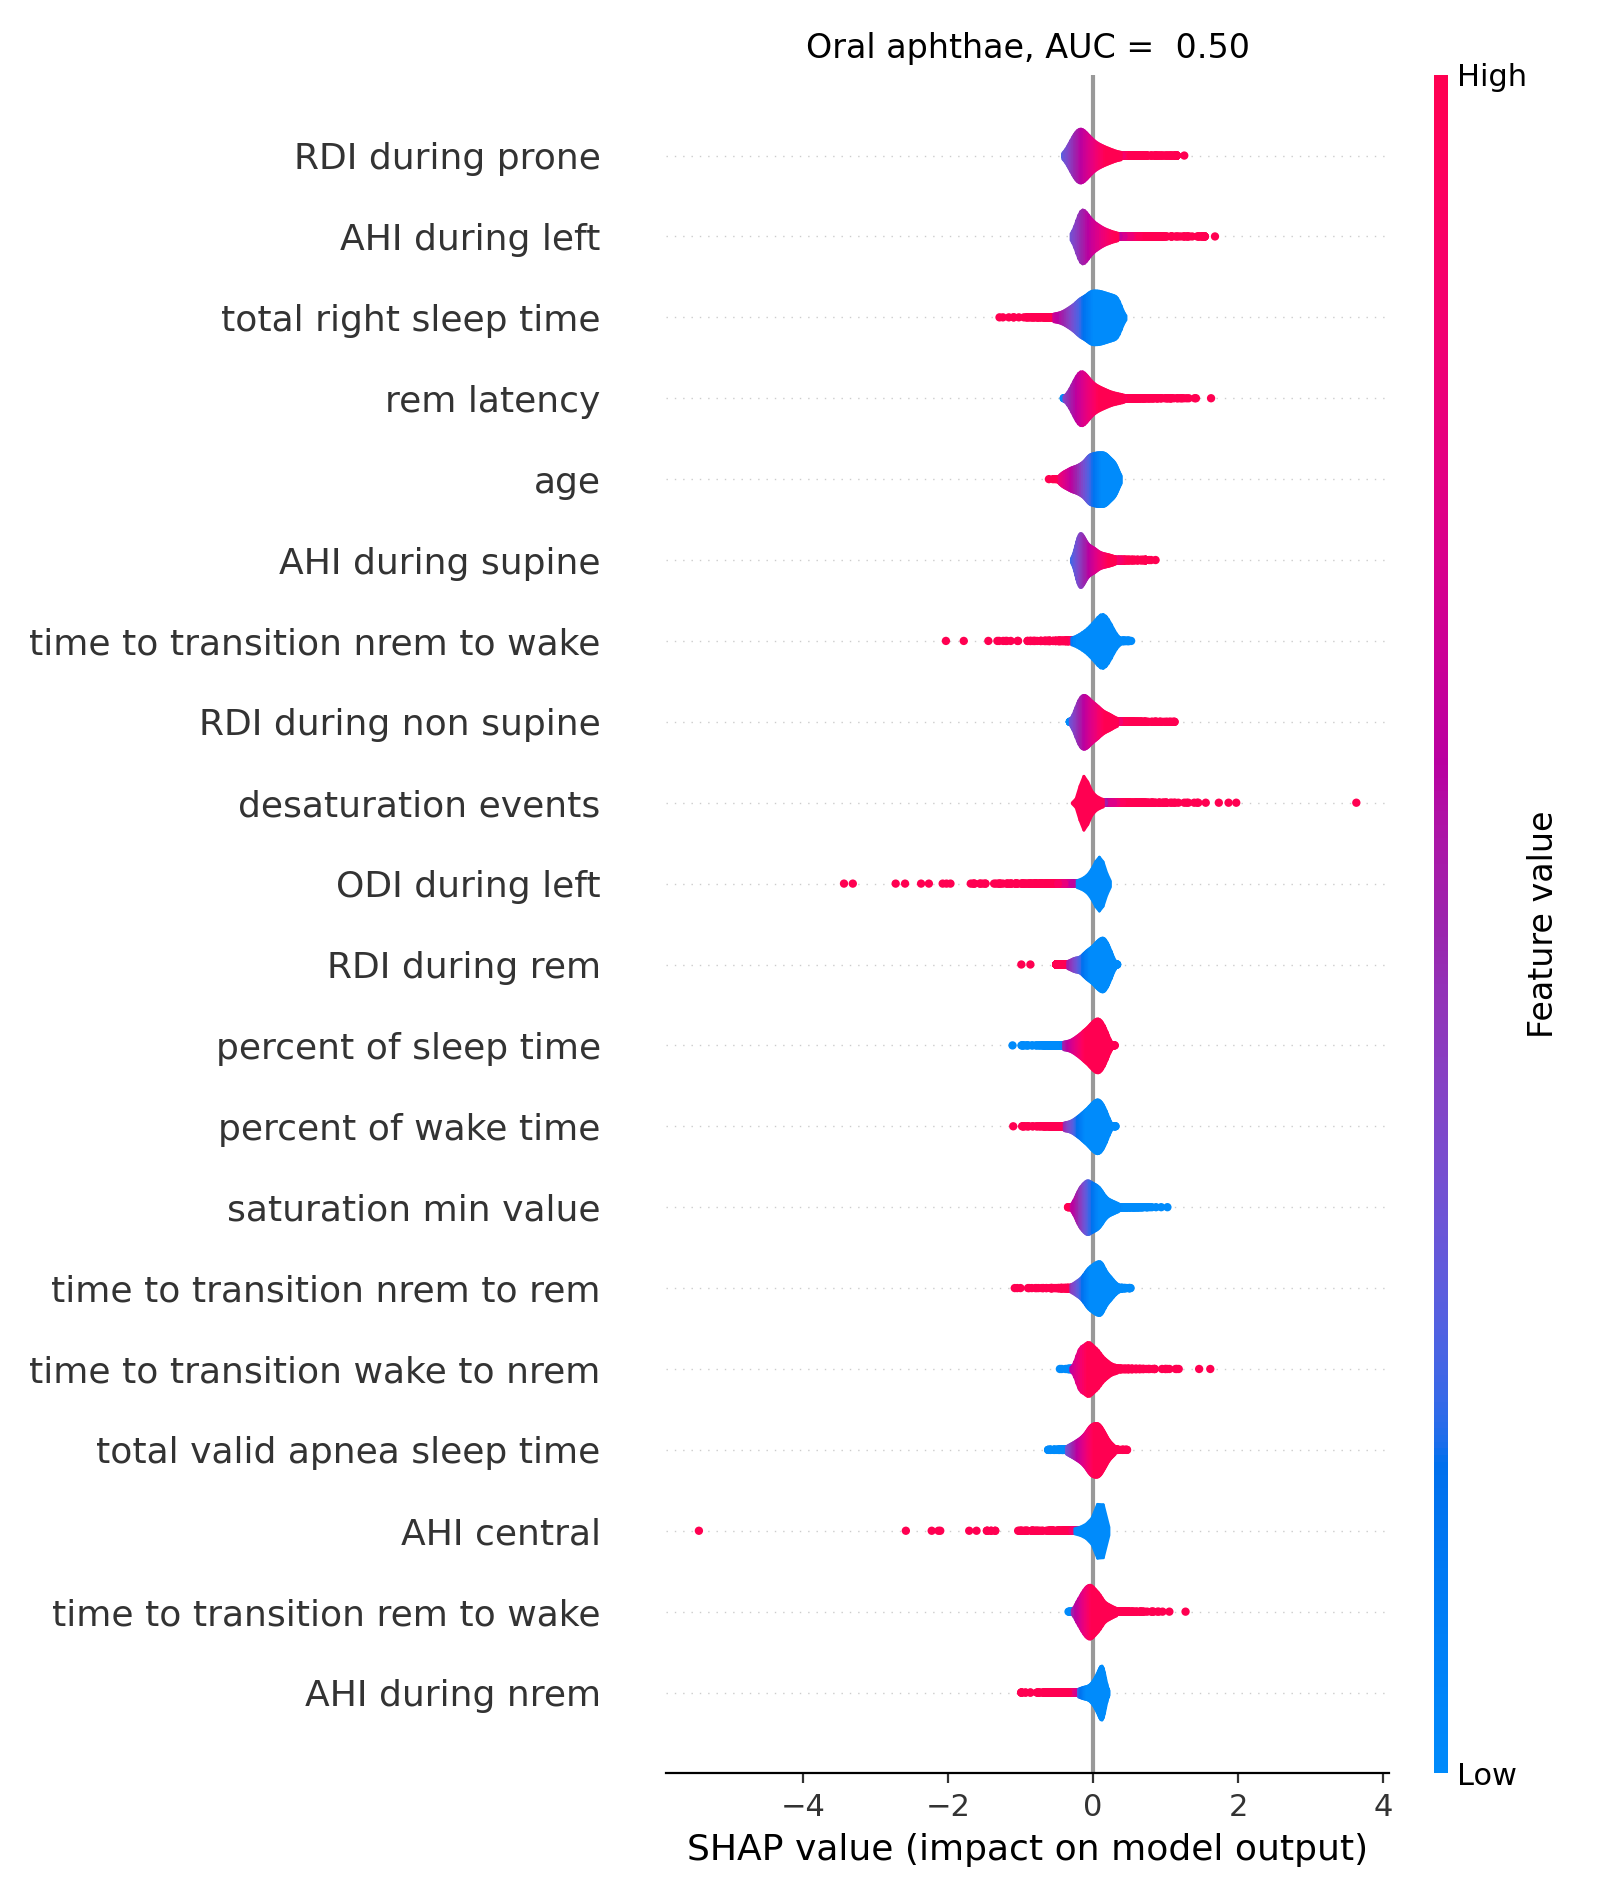 Oral aphthae, AUC =  0.50
High
RDI during prone
AHI during left
total right sleep time
rem latency
age
AHI during supine
time to transition nrem to wake
RDI during non supine
desaturation events
ODI during left
RDI during rem
percent of sleep time
percent of wake time
saturation min value
time to transition nrem to rem
time to transition wake to nrem
total valid apnea sleep time
AHI central
time to transition rem to wake
AHI during nrem
Feature value
Low
−4 −2 0 2 4
SHAP value (impact on model output)